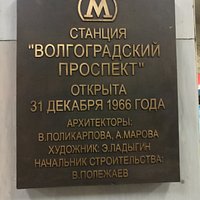 М
СТАНЦИЯ
"ВОЛГОГРАДСКИЙ
ПРОСПЕКТ"
ОТКРЫТА
31 ДЕКАБРЯ 1966 ГОДА
АРХИТЕКТОРЫ:
В.ПОЛИКАРПОВА, А.МАРОВА
ХУДОЖНИК: Э.ЛАДЫГИН
НАЧАЛЬНИК СТРОИТЕЛЬСТВА:
В.ПОЛЕЖАЕВ